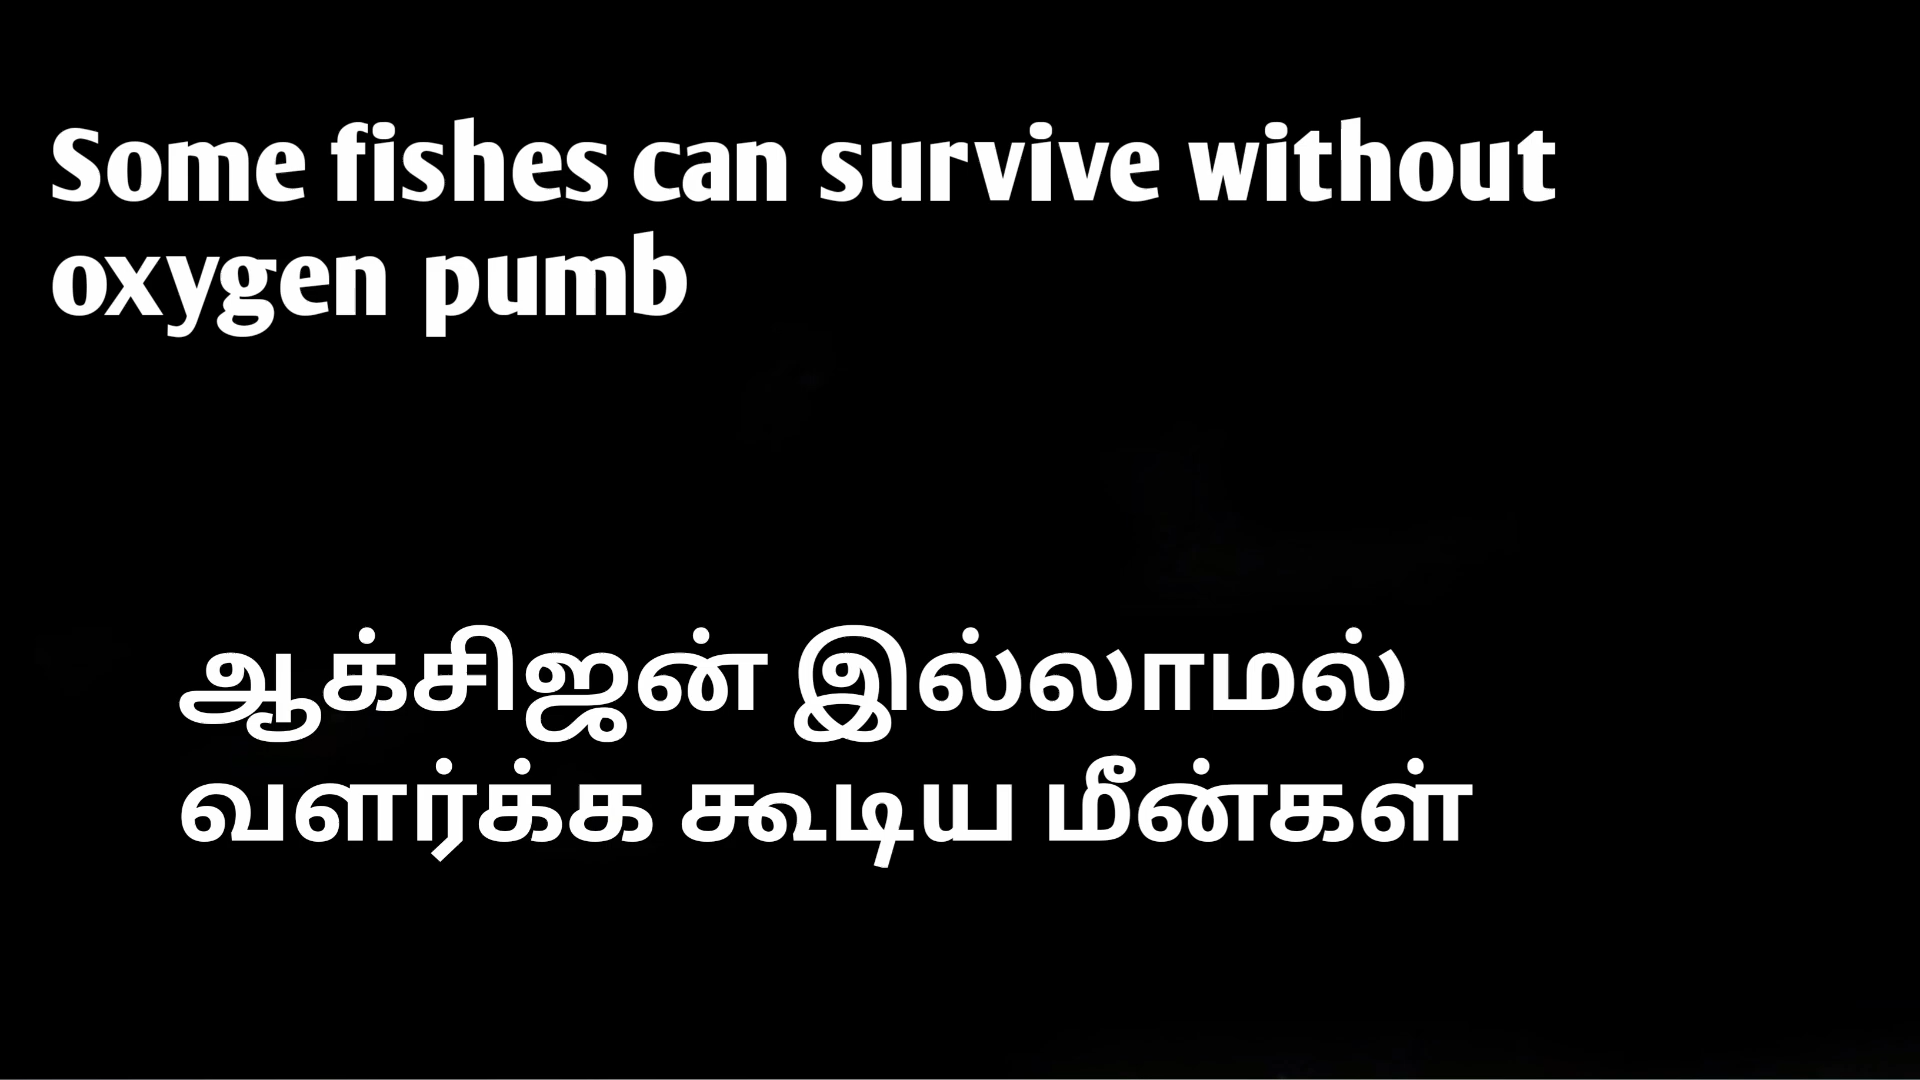 Some fishes can survive without
oxygen pumb
ஆக்சிஜன் இல்லாமல்
வளர்க்க கூடிய மீன்கள்